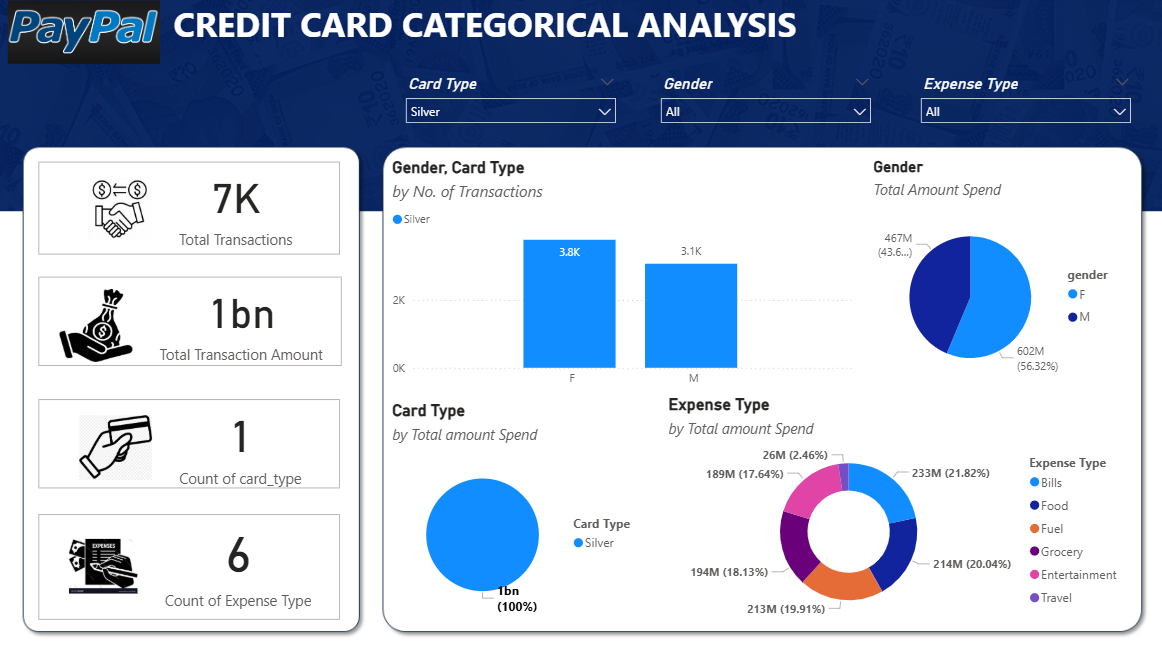 PayPal
CREDIT CARD CATEGORICAL ANALYSIS
Card Type
Silver
Gender
All
Expense Type
All
7K
Total Transactions
1bn
Total Transaction Amount
1
Count of card_type
EXPENSES
6
Count of Expense Type
Gender, Card Type
by No. of Transactions
Silver
2K
0K
3.8K
3.1K
F
M
Gender
Total Amount Spend
467M
(43.6...)
602M
(56.32%)
gender
F
M
Card Type
by Total amount Spend
1bn
(100%)
Card Type
Silver
Expense Type
by Total amount Spend
26M (2.46%)
189M (17.64%)
233M (21.82%)
194M (18.13%)
214M (20.04%)
213M (19.91%)
Expense Type
Bills
Food
Fuel
Grocery
Entertainment
Travel